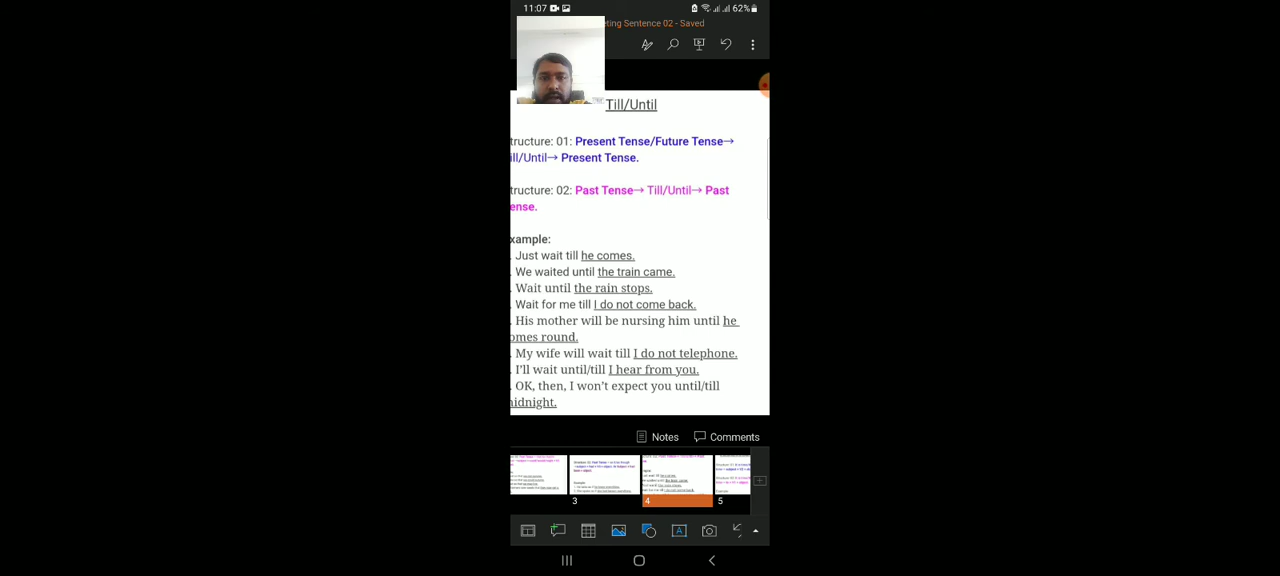 11:07
62%
eting Sentence 02 - Saved
Till/Until
tructure: 01: Present Tense/Future Tense→
ill/Until→ Present Tense.
tructure: 02: Past Tense→ Till/Until→ Past
ense.
xample:
. Just wait till he comes.
. We waited until the train came.
. Wait until the rain stops.
. Wait for me till I do not come back.
. His mother will be nursing him until he
omes round.
. My wife will wait till I do not telephone.
. I'll wait until/till I hear from you.
. OK, then, I won't expect you until/till
nidnight.
Notes
Comments
3
4
5
A